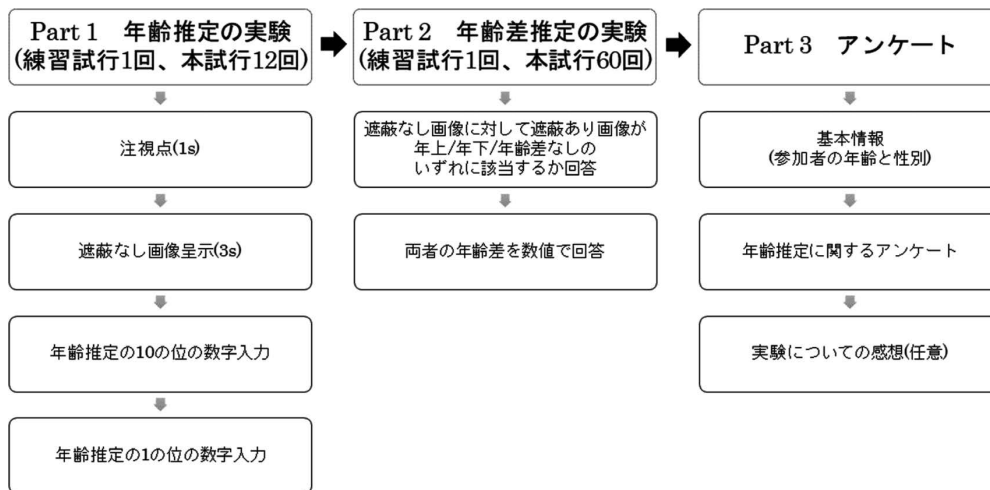 Part 1　年齢推定の実験
(練習試行1回、本試行12回)
注視点(1s)
遮蔽なし画像呈示(3s)
年齢推定の10の位の数字入力
年齢推定の1の位の数字入力
Part 2　年齢差推定の実験
(練習試行1回、本試行60回)
遮蔽なし画像に対して遮蔽あり画像が
年上/年下/年齢差なしの
いずれに該当するか回答
両者の年齢差を数値で回答
Part 3　アンケート
基本情報
(参加者の年齢と性別)
年齢推定に関するアンケート
実験についての感想(任意)